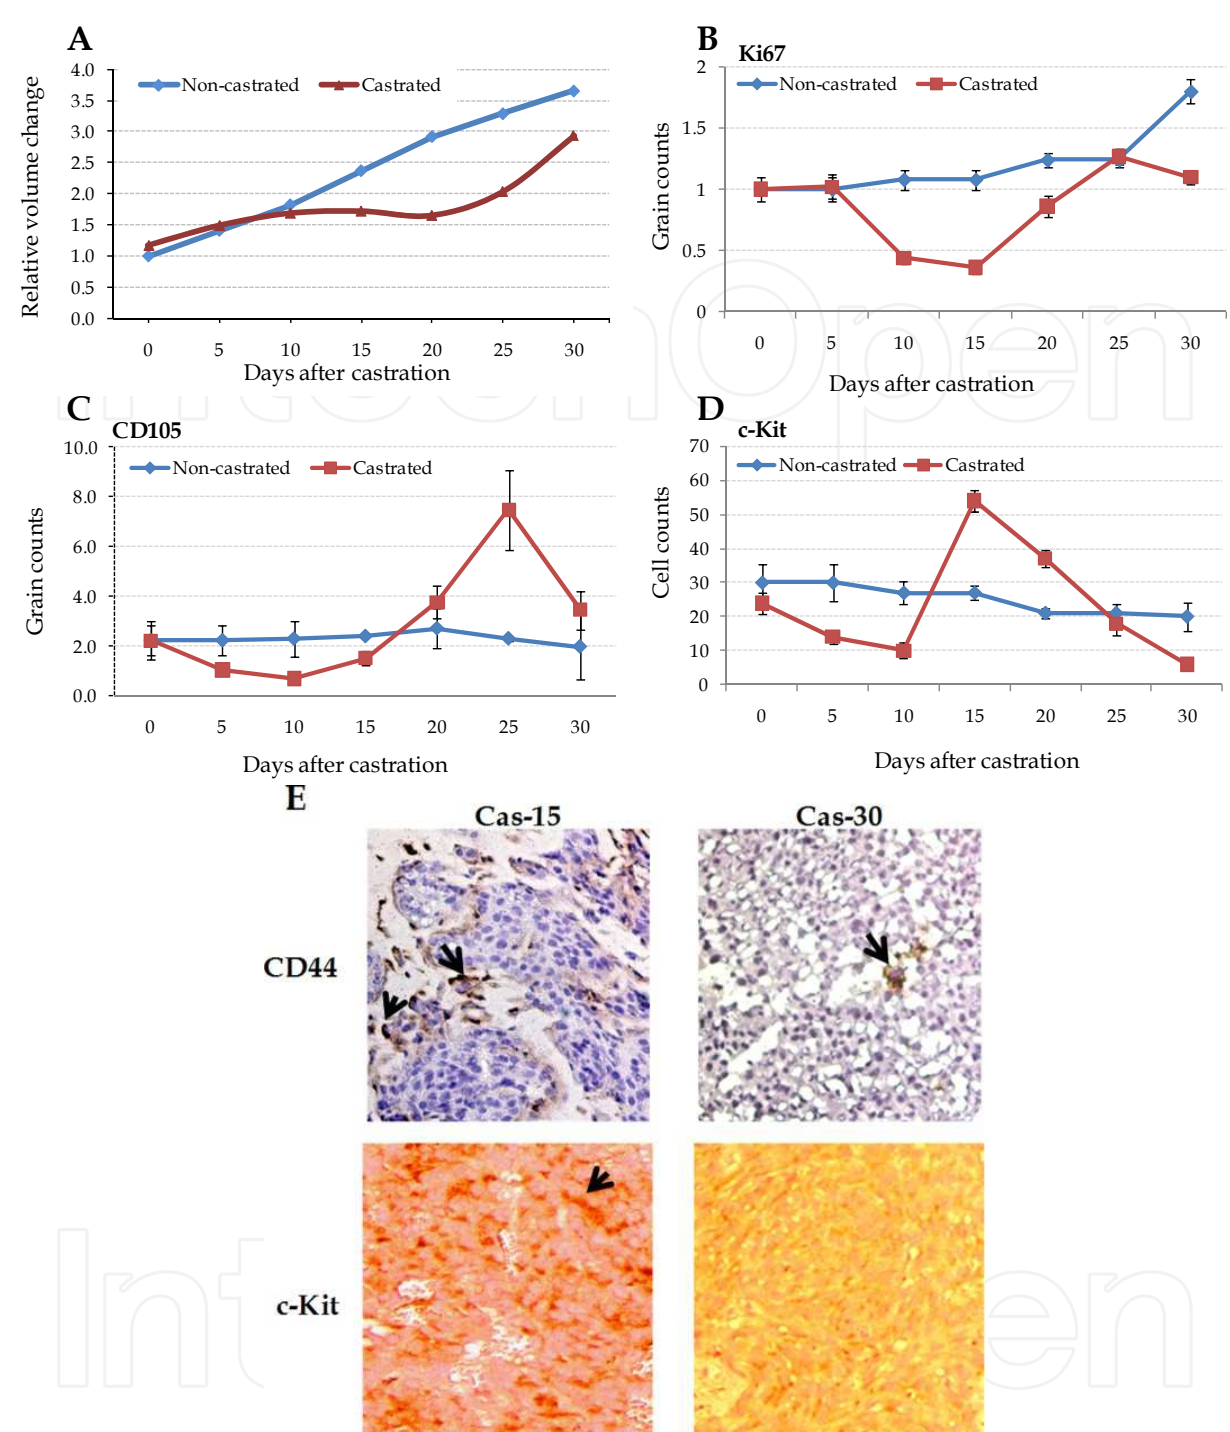 A
Non-castrated
Castrated
Relative volume change
4.0
3.5
3.0
2.5
2.0
1.5
1.0
0.5
0.0
0 5 10 15 20 25 30
Days after castration
B
Ki67
Non-castrated
Castrated
Grain counts
2
1.5
1
0.5
0
0 5 10 15 20 25 30
Days after castration
C
CD105
Non-castrated
Castrated
Grain counts
10.0
8.0
6.0
4.0
2.0
0.0
0 5 10 15 20 25 30
Days after castration
D
c-Kit
Non-castrated
Castrated
Cell counts
70
60
50
40
30
20
10
0
0 5 10 15 20 25 30
Days after castration
E
Cas-15 Cas-30
CD44
c-Kit
IntechOpen